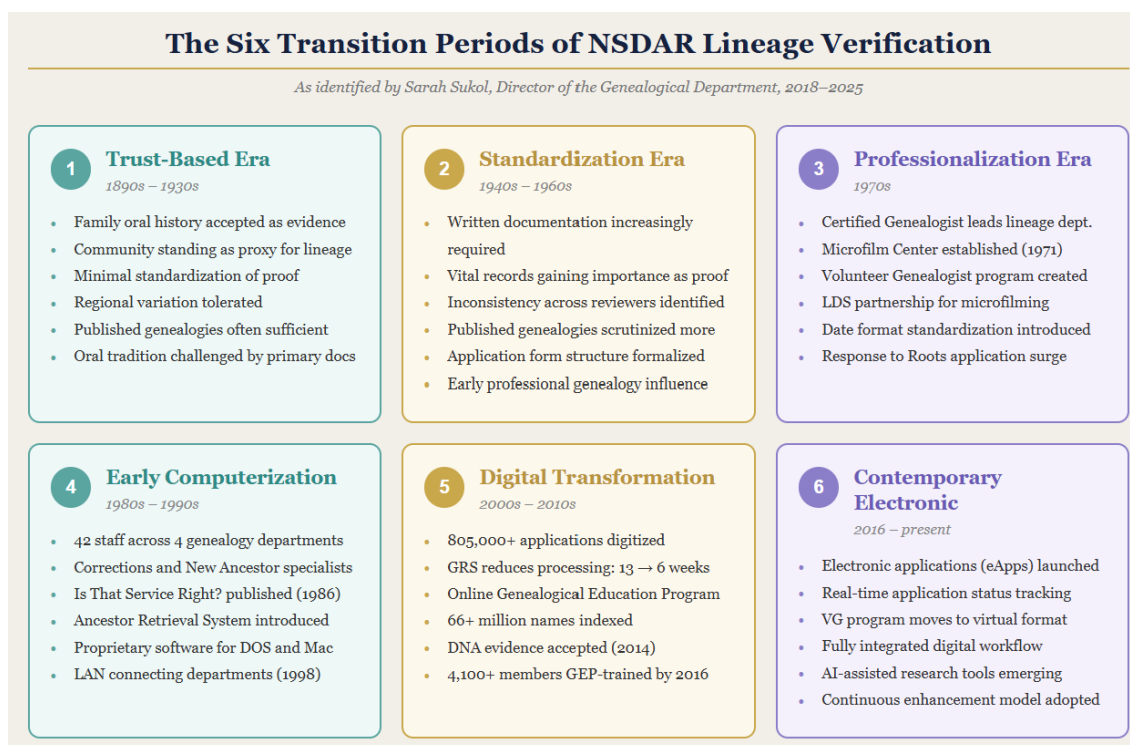 The Six Transition Periods of NSDAR Lineage Verification
As identified by Sarah Sukol, Director of the Genealogical Department, 2018–2025
1
Trust-Based Era
1890s – 1930s
• Family oral history accepted as evidence
• Community standing as proxy for lineage
• Minimal standardization of proof
• Regional variation tolerated
• Published genealogies often sufficient
• Oral tradition challenged by primary docs
2
Standardization Era
1940s – 1960s
• Written documentation increasingly
required
• Vital records gaining importance as proof
• Inconsistency across reviewers identified
• Published genealogies scrutinized more
• Application form structure formalized
• Early professional genealogy influence
3
Professionalization Era
1970s
• Certified Genealogist leads lineage dept.
• Microfilm Center established (1971)
• Volunteer Genealogist program created
• LDS partnership for microfilming
• Date format standardization introduced
• Response to Roots application surge
4
Early Computerization
1980s – 1990s
• 42 staff across 4 genealogy departments
• Corrections and New Ancestor specialists
• Is That Service Right? published (1986)
• Ancestor Retrieval System introduced
• Proprietary software for DOS and Mac
• LAN connecting departments (1998)
5
Digital Transformation
2000s – 2010s
• 805,000+ applications digitized
• GRS reduces processing: 13 → 6 weeks
• Online Genealogical Education Program
• 66+ million names indexed
• DNA evidence accepted (2014)
• 4,100+ members GEP-trained by 2016
6
Contemporary
Electronic
2016 – present
• Electronic applications (eApps) launched
• Real-time application status tracking
• VG program moves to virtual format
• Fully integrated digital workflow
• AI-assisted research tools emerging
• Continuous enhancement model adopted